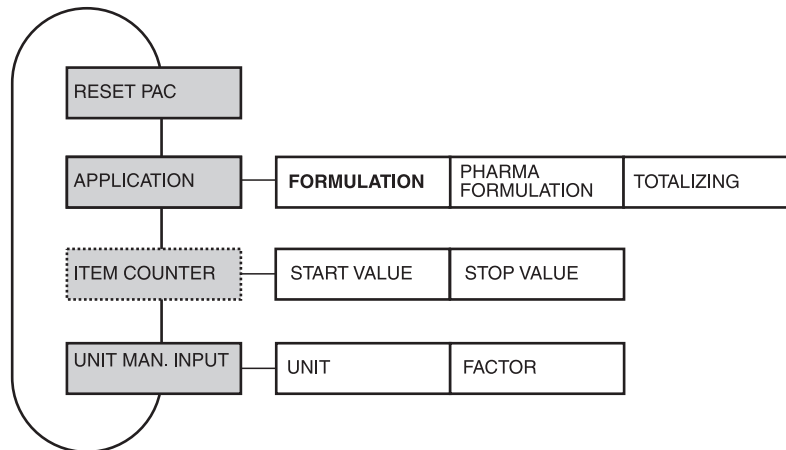 RESET PAC
APPLICATION
FORMULATION
PHARMA
FORMULATION
TOTALIZING
ITEM COUNTER
START VALUE
STOP VALUE
UNIT MAN. INPUT
UNIT
FACTOR